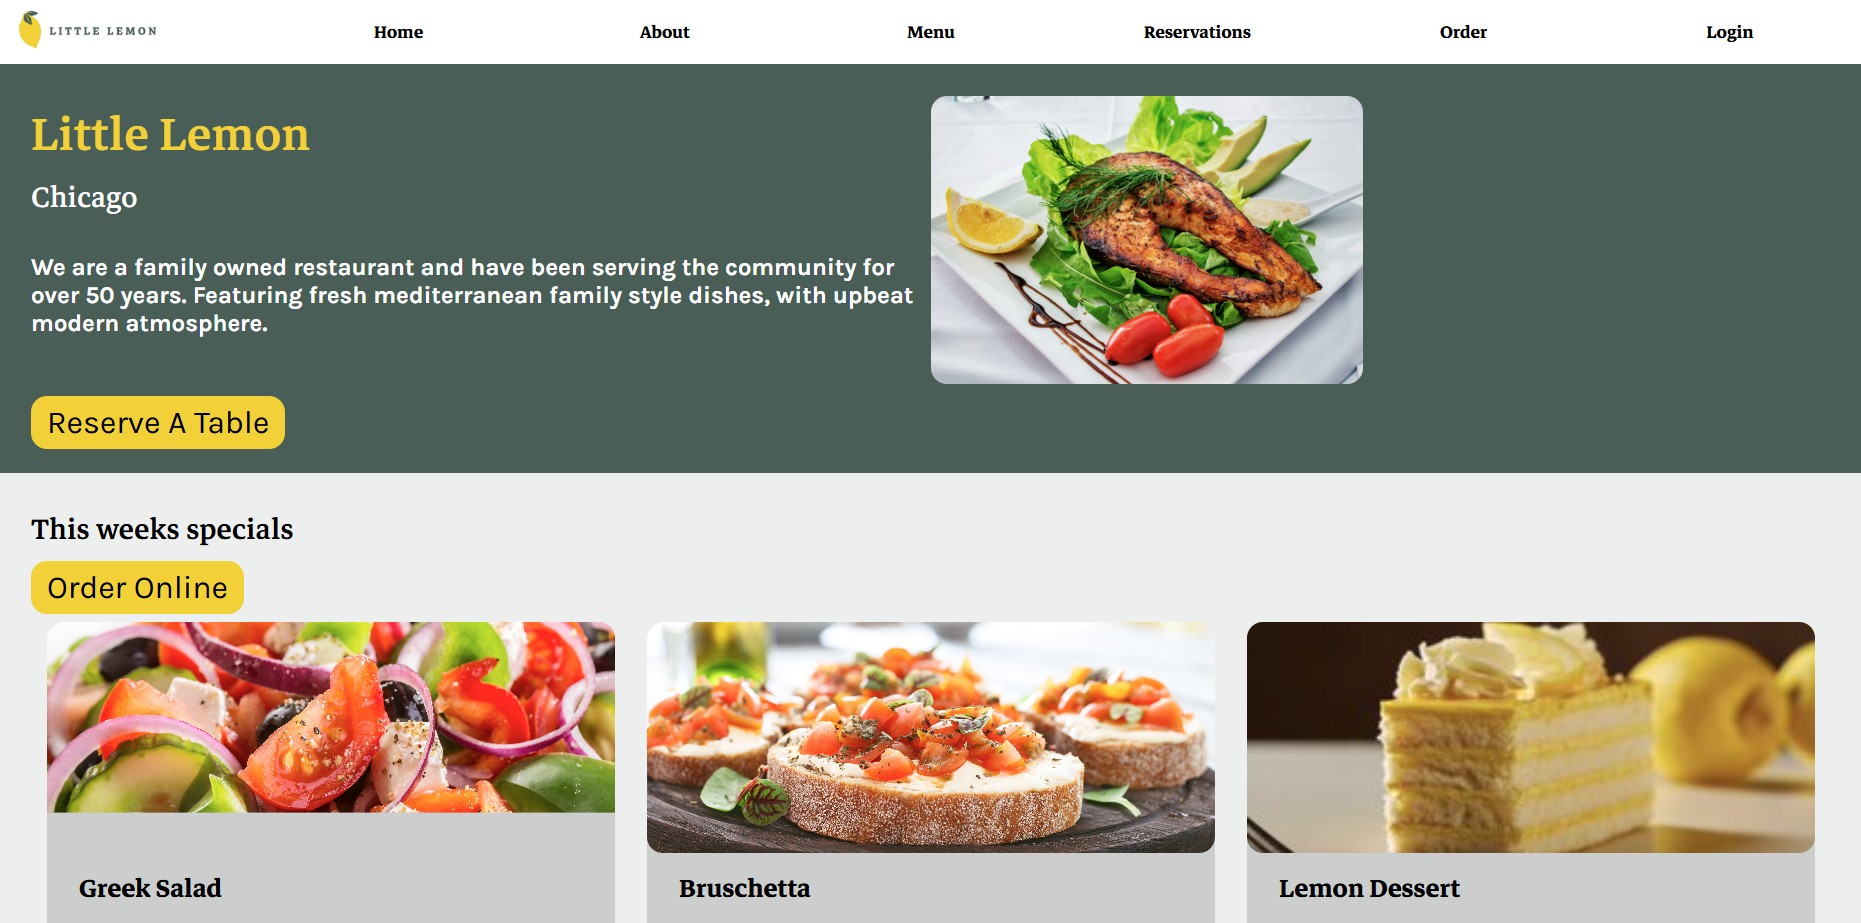 LITTLE LEMON
Home
About
Menu
Reservations
Order
Login
Little Lemon
Chicago
We are a family owned restaurant and have been serving the community for
over 50 years. Featuring fresh mediterranean family style dishes, with upbeat
modern atmosphere.
Reserve A Table
This weeks specials
Order Online
Greek Salad
Bruschetta
Lemon Dessert